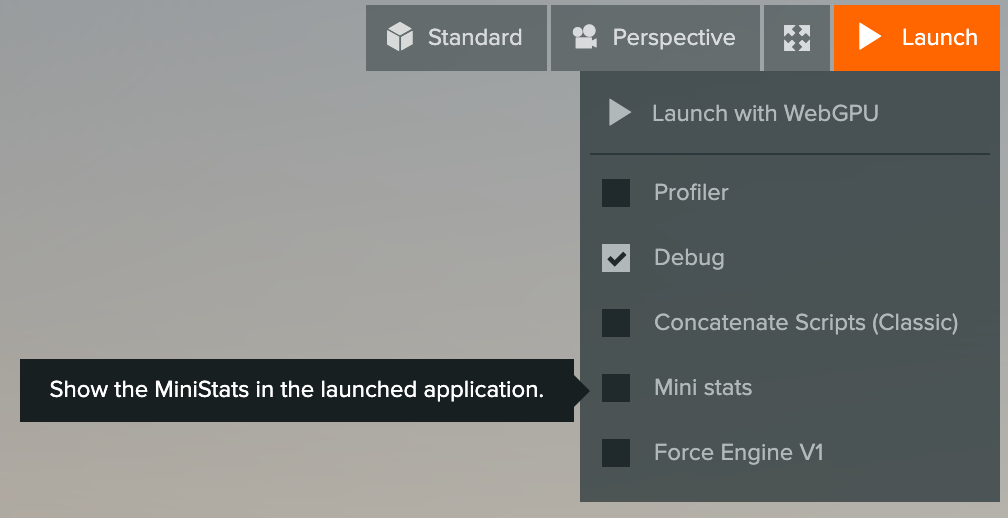 Standard
Perspective
Launch
Launch with WebGPU
Profiler
Debug
Concatenate Scripts (Classic)
Show the MiniStats in the launched application.
Mini stats
Force Engine V1